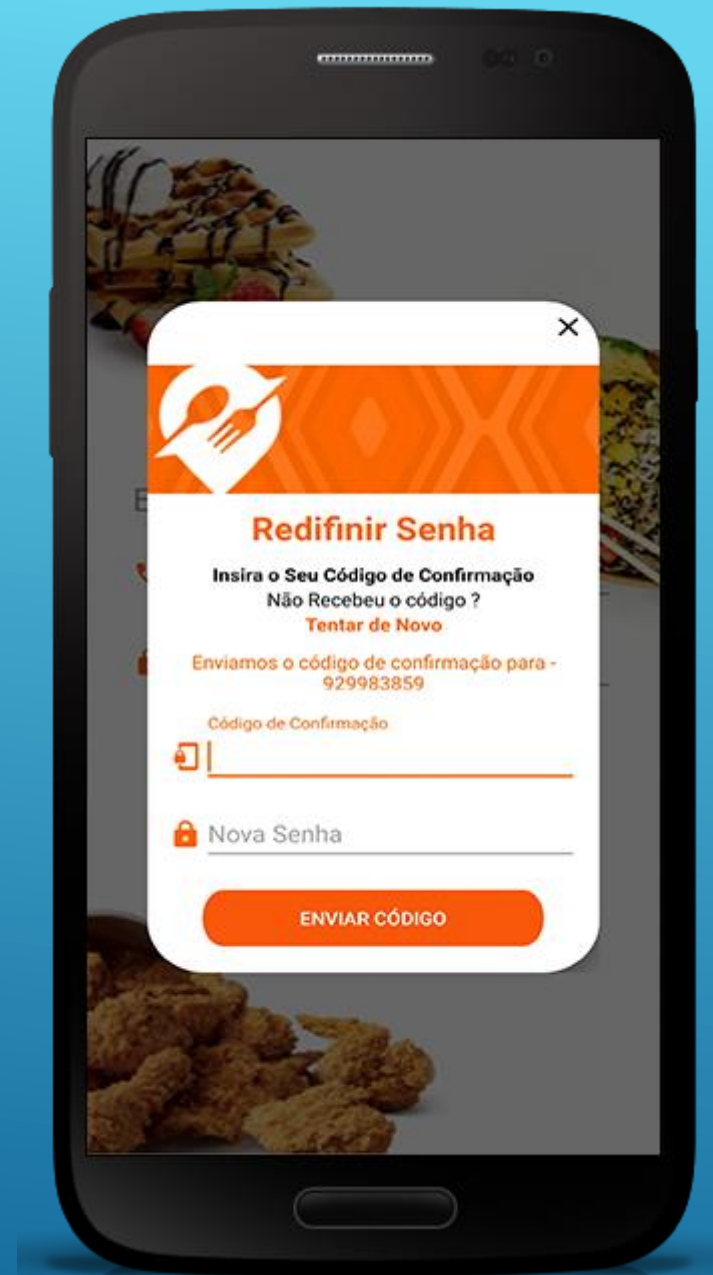 Redifinir Senha
Insira o Seu Código de Confirmação
Não Recebeu o código ?
Tentar de Novo
Enviamos o código de confirmação para -
929983859
Código de Confirmação
Nova Senha
ENVIAR CÓDIGO